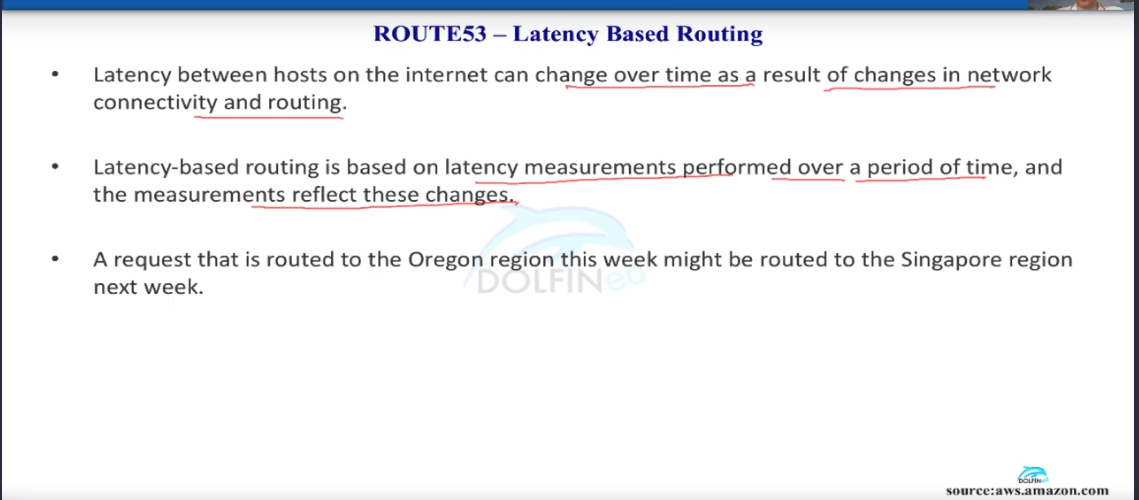 ROUTE53 – Latency Based Routing
• Latency between hosts on the internet can change over time as a result of changes in network
connectivity and routing.
• Latency-based routing is based on latency measurements performed over a period of time, and
the measurements reflect these changes.
• A request that is routed to the Oregon region this week might be routed to the Singapore region
next week.
DOLFINed
DOLFINed
source:aws.amazon.com